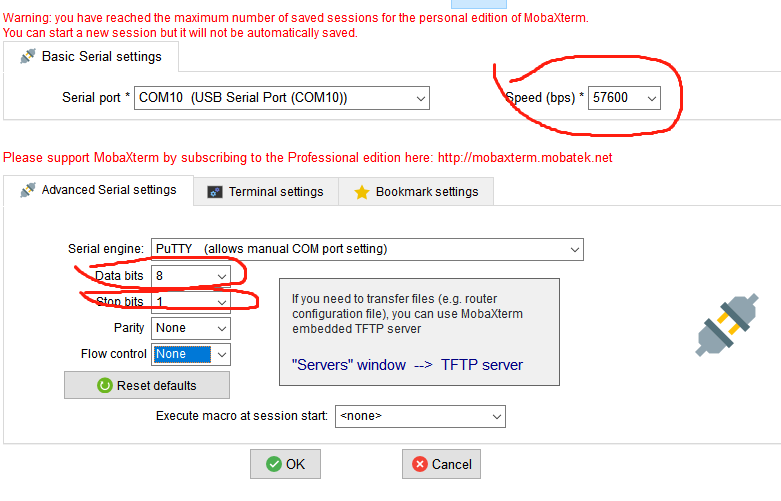 Warning: you have reached the maximum number of saved sessions for the personal edition of MobaXterm.
You can start a new session but it will not be automatically saved.
Basic Serial settings
Serial port * COM10 (USB Serial Port (COM10)) Speed (bps) * 57600
Please support MobaXterm by subscribing to the Professional edition here: http://mobaxterm.mobatek.net
Advanced Serial settings Terminal settings Bookmark settings
Serial engine: PuTTY (allows manual COM port setting)
Data bits 8
Stop bits 1
Parity None
Flow control None
Reset defaults
If you need to transfer files (e.g. router
configuration file), you can use MobaXterm
embedded TFTP server
"Servers" window --> TFTP server
Execute macro at session start: <none>
OK Cancel